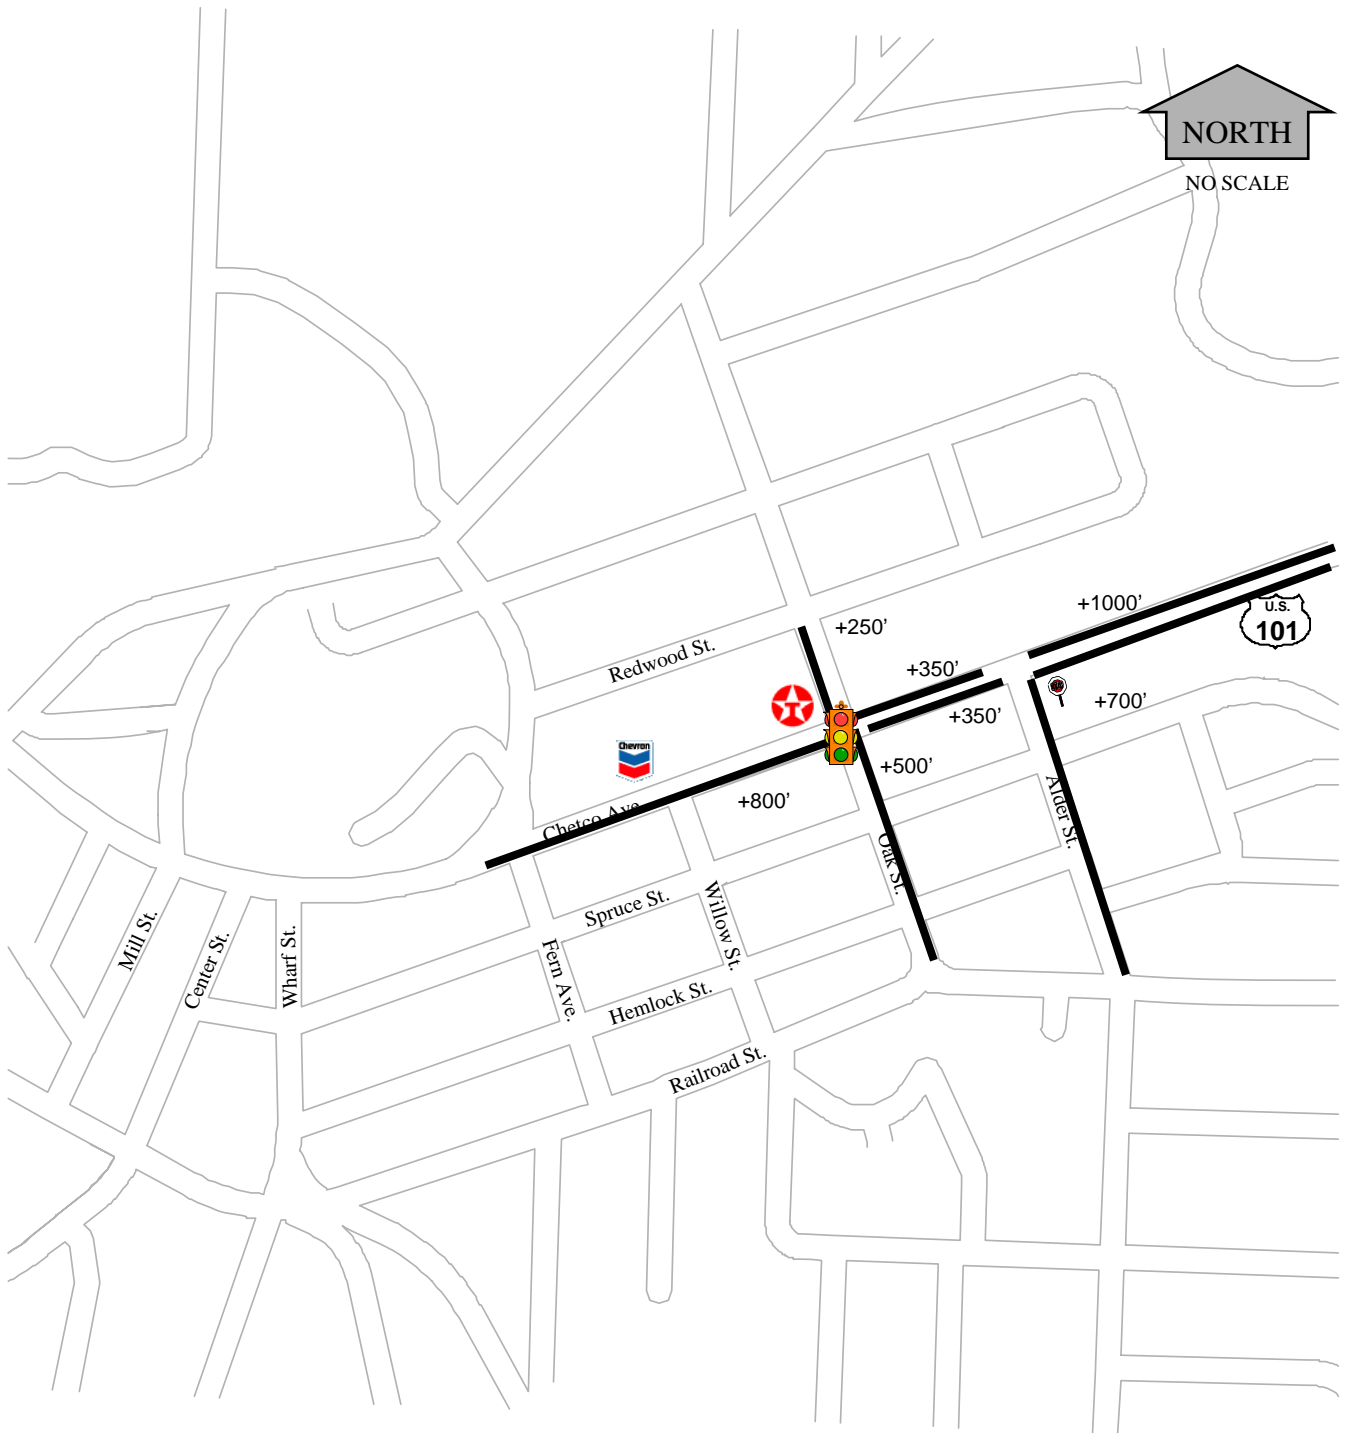 NORTH
NO SCALE
+1000’
U.S.
101
+250’
Redwood St.
+350’
+350’
+700’
Chevron
+500’
+800’
Chetco Ave.
Alder St.
Oak St.
Spruce St.
Willow St.
Mill St.
Center St.
Wharf St.
Fern Ave.
Hemlock St.
Railroad St.